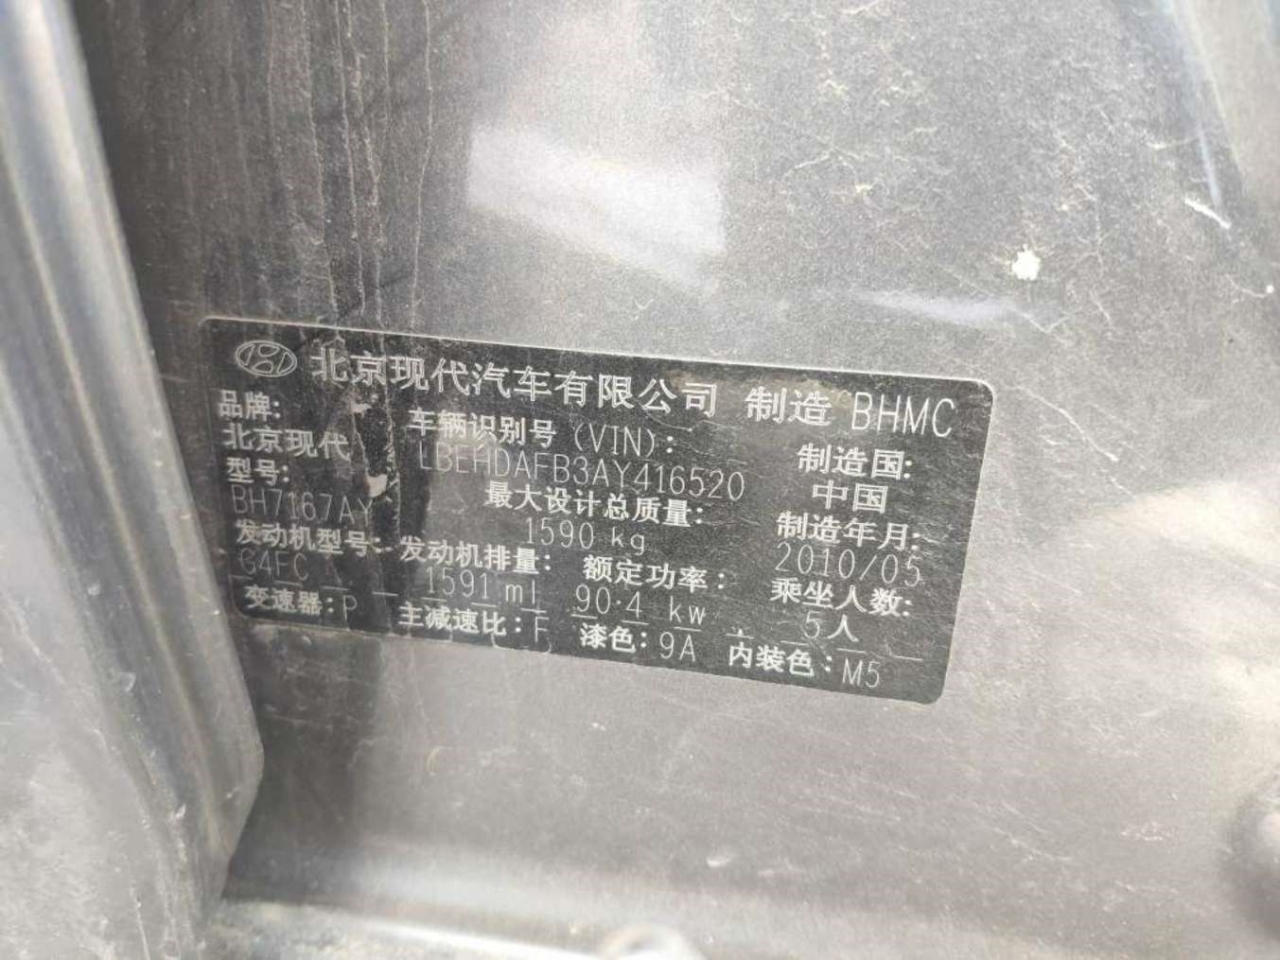 北京现代汽车有限公司 制造 BHMC
品牌: 车辆识别号 (VIN): 制造国:
北京现代 LBEHDAFB3AY416520 中国
型号: 最大设计总质量: 制造年月:
BH7167AY 1590 kg 2010/05
发动机型号: 发动机排量: 额定功率: 乘坐人数:
G4FC 1591 ml 90.4 kw 5人
变速器: P 主减速比: F 漆色: 9A 内装色: M5